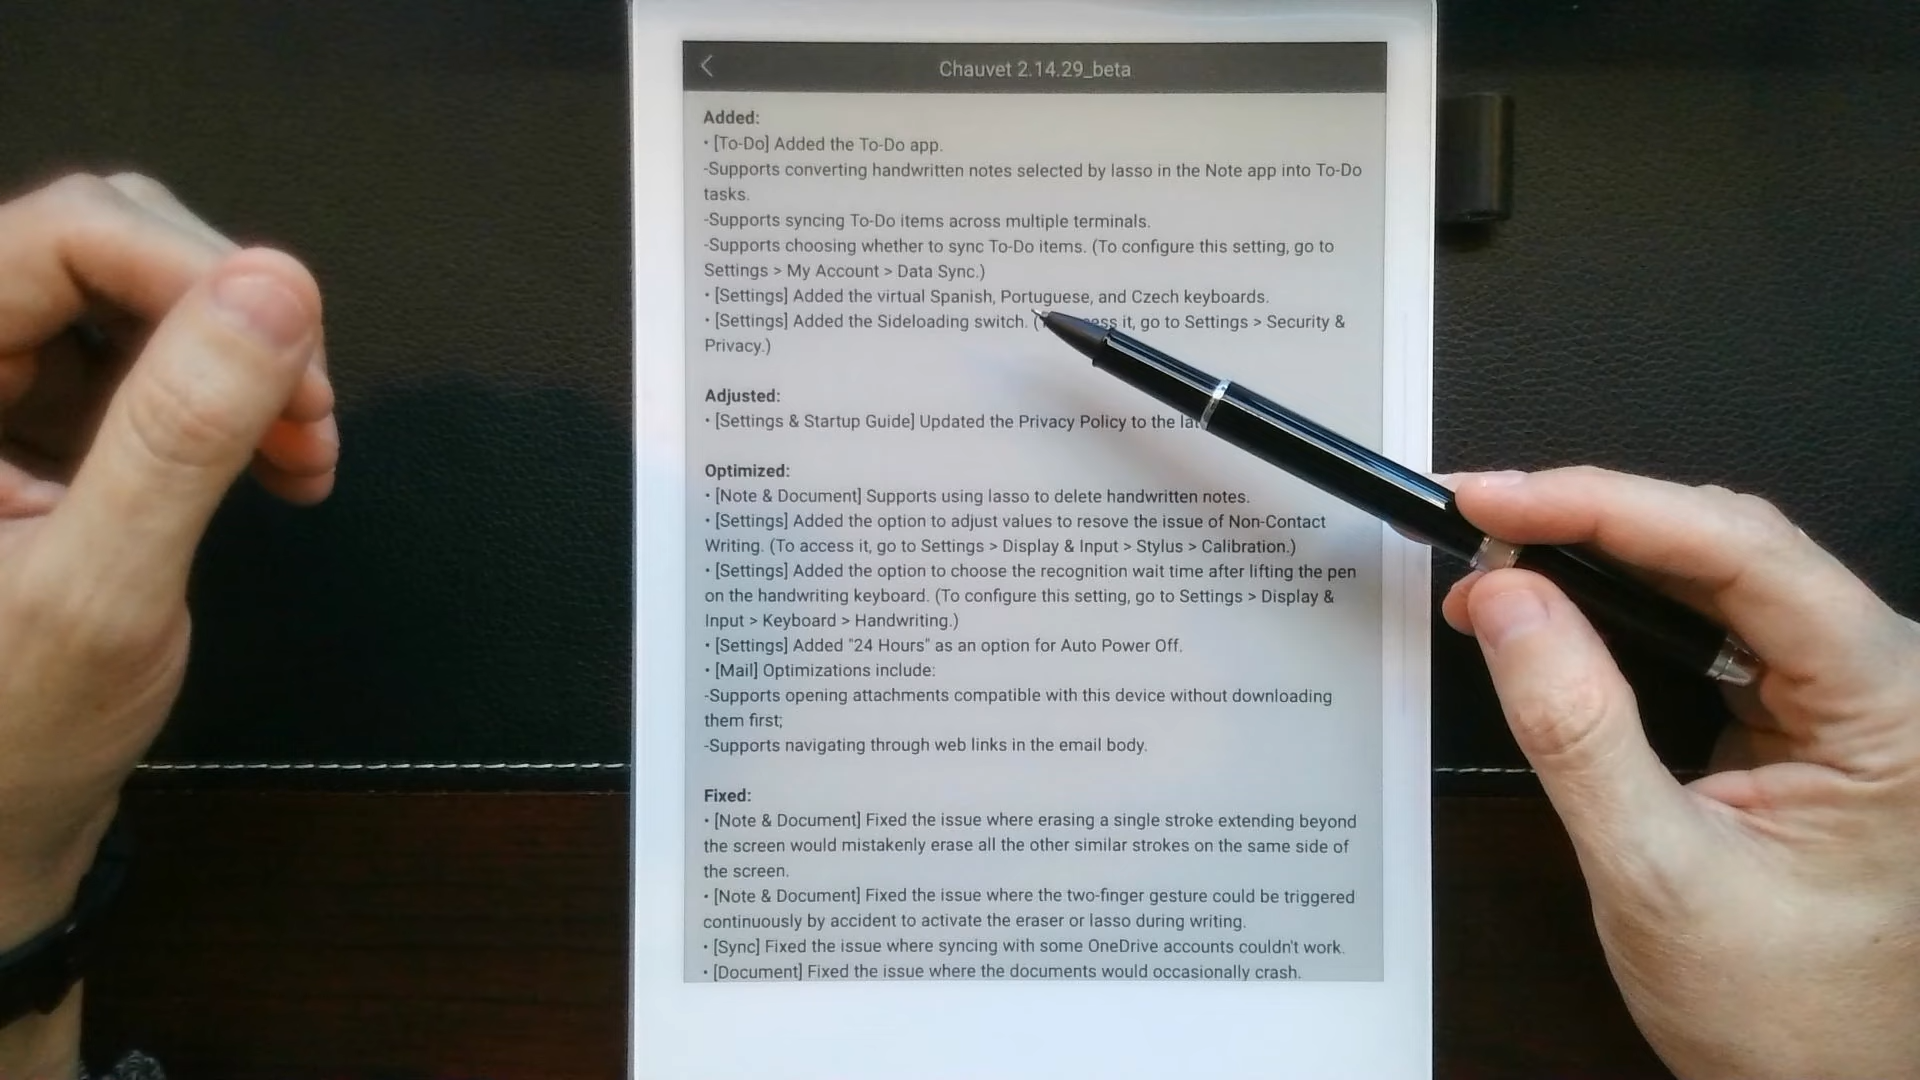 Chauvet 2.14.29_beta
Added:
• [To-Do] Added the To-Do app.
-Supports converting handwritten notes selected by lasso in the Note app into To-Do
tasks.
-Supports syncing To-Do items across multiple terminals.
-Supports choosing whether to sync To-Do items. (To configure this setting, go to
Settings > My Account > Data Sync.)
• [Settings] Added the virtual Spanish, Portuguese, and Czech keyboards.
• [Settings] Added the Sideloading switch. ( it, go to Settings > Security &
Privacy.)
Adjusted:
• [Settings & Startup Guide] Updated the Privacy Policy to the
Optimized:
• [Note & Document] Supports using lasso to delete handwritten notes.
• [Settings] Added the option to adjust values to resove the issue of Non-Contact
Writing. (To access it, go to Settings > Display & Input > Stylus > Calibration.)
• [Settings] Added the option to choose the recognition wait time after lifting the pen
on the handwriting keyboard. (To configure this setting, go to Settings > Display &
Input > Keyboard > Handwriting.)
• [Settings] Added "24 Hours" as an option for Auto Power Off.
• [Mail] Optimizations include:
-Supports opening attachments compatible with this device without downloading
them first;
-Supports navigating through web links in the email body.
Fixed:
• [Note & Document] Fixed the issue where erasing a single stroke extending beyond
the screen would mistakenly erase all the other similar strokes on the same side of
the screen.
• [Note & Document] Fixed the issue where the two-finger gesture could be triggered
continuously by accident to activate the eraser or lasso during writing.
• [Sync] Fixed the issue where syncing with some OneDrive accounts couldn't work.
• [Document] Fixed the issue where the documents would occasionally crash.